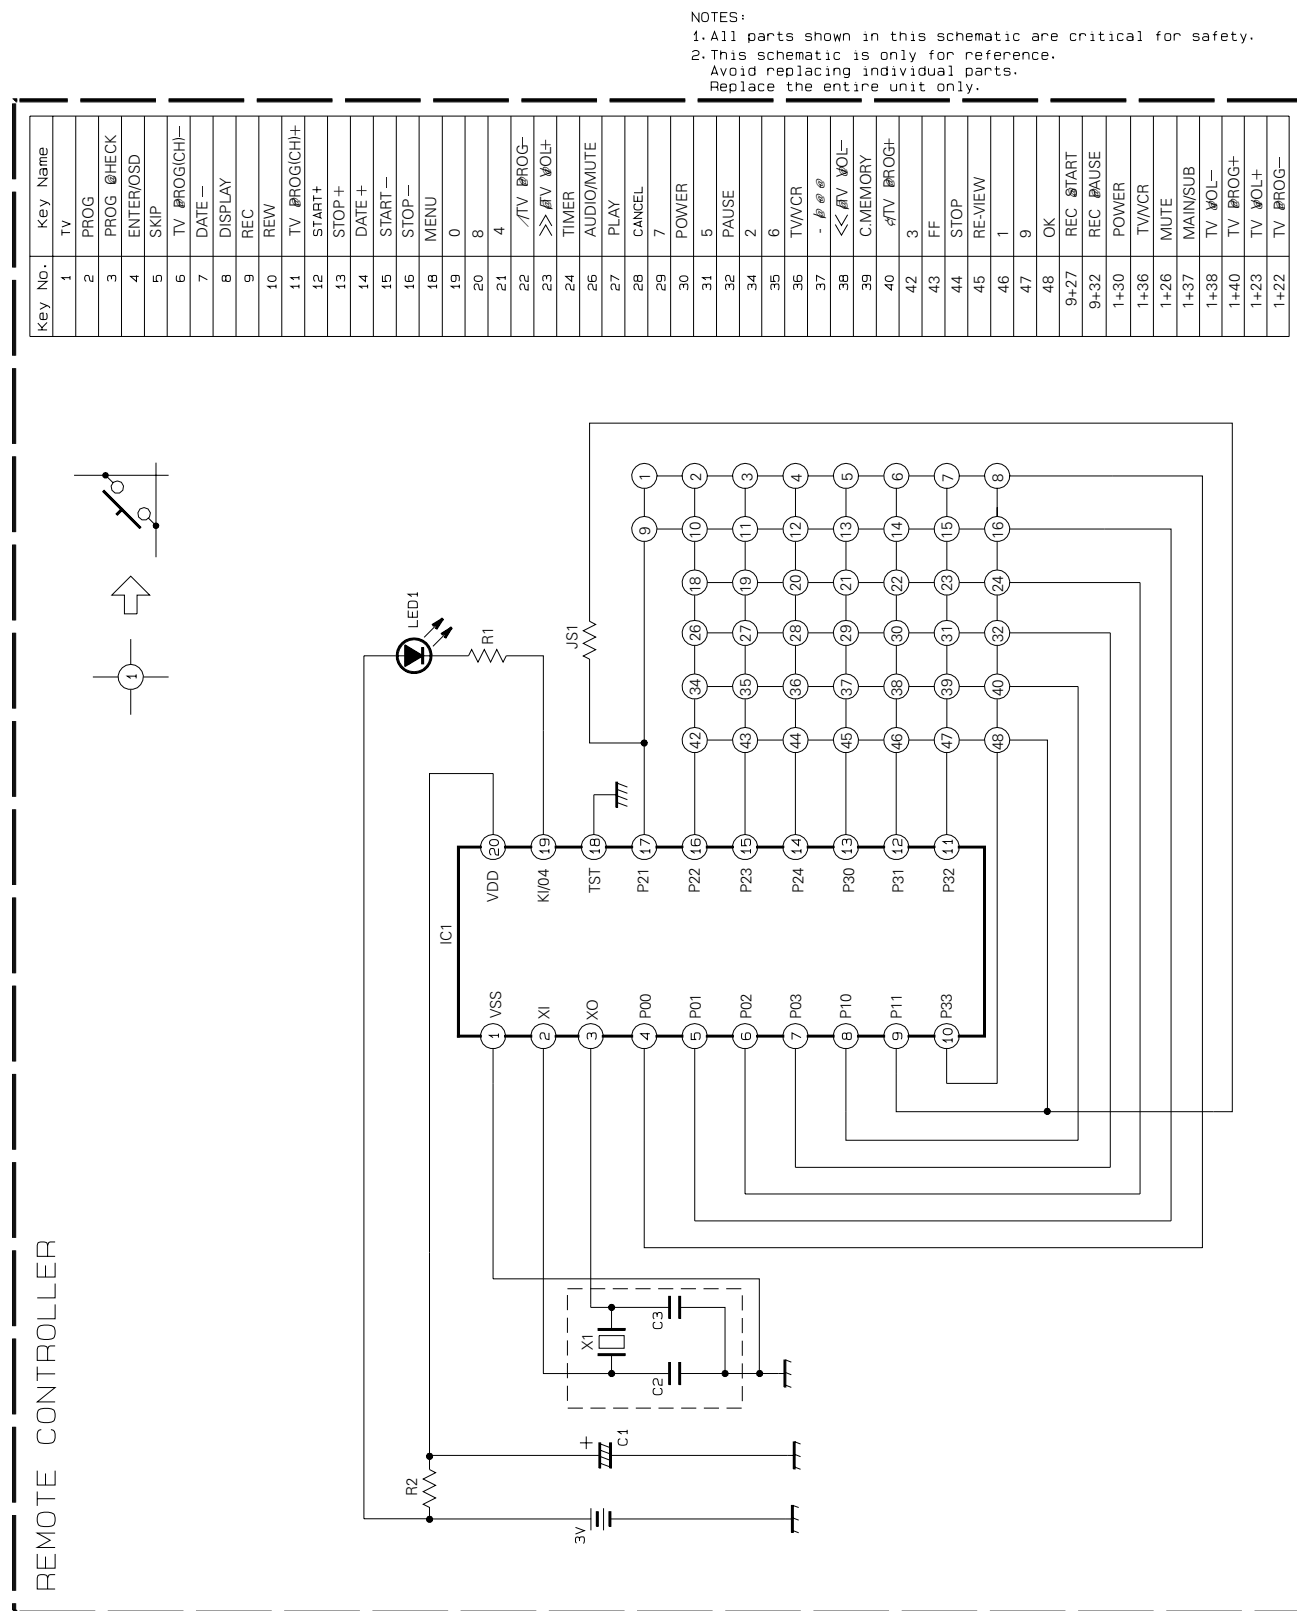 NOTES:
1. All parts shown in this schematic are critical for safety.
2. This schematic is only for reference.
Avoid replacing individual parts.
Replace the entire unit only.
REMOTE CONTROLLER
Key No. Key Name
1 TV
2 PROG
3 PROG CHECK
4 ENTER/OSD
5 SKIP
6 TV PROG(CH)−
7 DATE −
8 DISPLAY
9 REC
10 REW
11 TV PROG(CH)+
12 START+
13 STOP+
14 DATE+
15 START−
16 STOP−
18 MENU
19 0
20 8
21 4
22 /TV PROG−
23 >> /TV VOL+
24 TIMER
26 AUDIO/MUTE
27 PLAY
28 CANCEL
29 7
30 POWER
31 5
32 PAUSE
34 2
35 6
36 TV/VCR
37
38 << /TV VOL−
39 C.MEMORY
40 /TV PROG+
42 3
43 FF
44 STOP
45 RE-VIEW
46 1
47 9
48 OK
9+27 REC START
9+32 REC PAUSE
1+30 POWER
1+36 TV/VCR
1+26 MUTE
1+37 MAIN/SUB
1+38 TV VOL−
1+40 TV PROG+
1+23 TV VOL+
1+22 TV PROG−
1
LED1
R1
JS1
1 2 3 4 5 6 7 8
9 10 11 12 13 14 15 16
18 19 20 21 22 23 24
26 27 28 29 30 31 32
34 35 36 37 38 39 40
42 43 44 45 46 47 48
20 19 18 17 16 15 14 13 12 11
VDD KI/04 TST P21 P22 P23 P24 P30 P31 P32
IC1
VSS XI XO P00 P01 P02 P03 P10 P11 P33
1 2 3 4 5 6 7 8 9 10
X1
C3
C2
C1
+
R2
3V